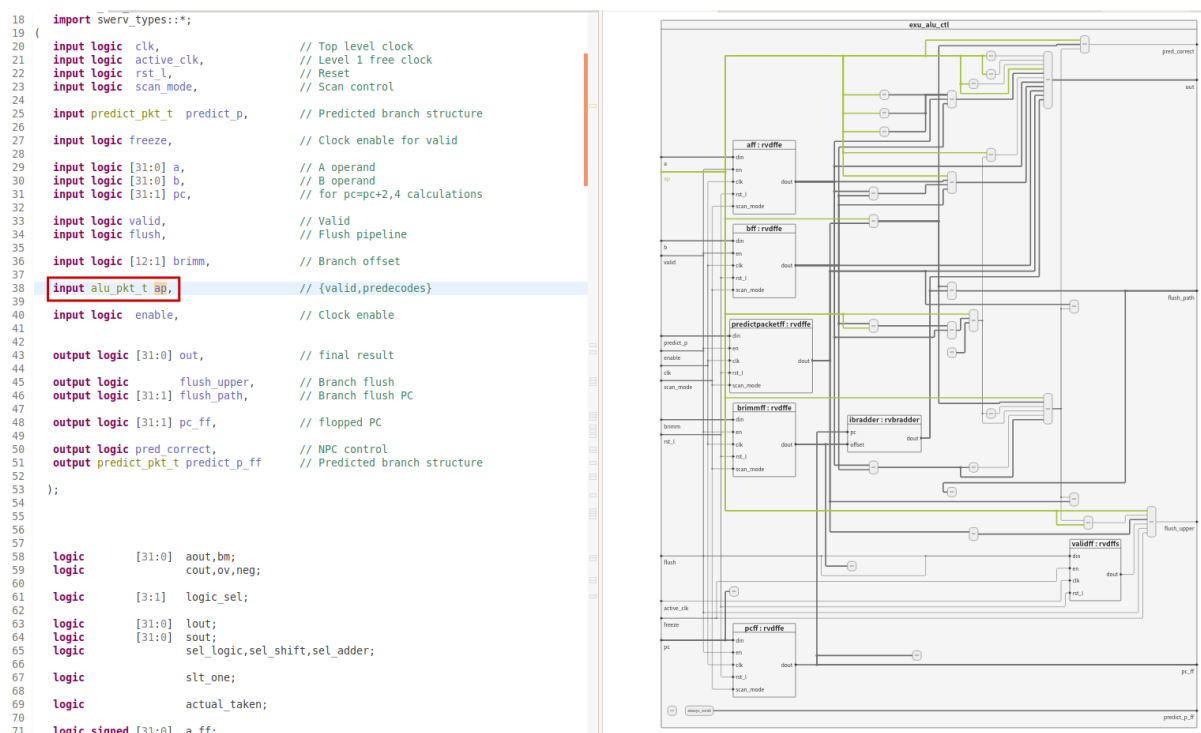 18 import swerv_types::*;
19 (
20 input logic clk, // Top level clock
21 input logic active_clk, // Level 1 free clock
22 input logic rst_l, // Reset
23 input logic scan_mode, // Scan control
24
25 input predict_pkt_t predict_p, // Predicted branch structure
26
27 input logic freeze, // Clock enable for valid
28
29 input logic [31:0] a, // A operand
30 input logic [31:0] b, // B operand
31 input logic [31:1] pc, // for pc=pc+2,4 calculations
32
33 input logic valid, // Valid
34 input logic flush, // Flush pipeline
35
36 input logic [12:1] brimm, // Branch offset
37
38 input alu_pkt_t ap, // {valid,predecodes}
39
40 input logic enable, // Clock enable
41
42
43 output logic [31:0] out, // final result
44
45 output logic flush_upper, // Branch flush
46 output logic [31:1] flush_path, // Branch flush PC
47
48 output logic [31:1] pc_ff, // flopped PC
49
50 output logic pred_correct, // NPC control
51 output predict_pkt_t predict_p_ff // Predicted branch structure
52
53 );
54
55
56
57
58 logic [31:0] aout,bm;
59 logic cout,ov,neg;
60
61 logic [3:1] logic_sel;
62
63 logic [31:0] lout;
64 logic [31:0] sout;
65 logic sel_logic,sel_shift,sel_adder;
66
67 logic slt_one;
68
69 logic actual_taken;
70
71 logic signed [31:0] a_ff;
exu_alu_ctl
pred_correct
out
aff : rvdffe
din
en
clk
rst_l
scan_mode
dout
a
ap
bff : rvdffe
din
en
clk
rst_l
scan_mode
dout
b
valid
flush_path
predictpacketff : rvdffe
din
en
clk
rst_l
scan_mode
dout
predict_p
enable
clk
scan_mode
brimmff : rvdffe
din
en
clk
rst_l
scan_mode
dout
brimm
rst_l
ibradder : rvbradder
pc
offset
dout
flush_upper
validff : rvdffs
din
en
clk
rst_l
dout
flush
active_clk
freeze
pc
pcff : rvdffe
din
en
clk
rst_l
scan_mode
dout
pc_ff
predict_p_ff